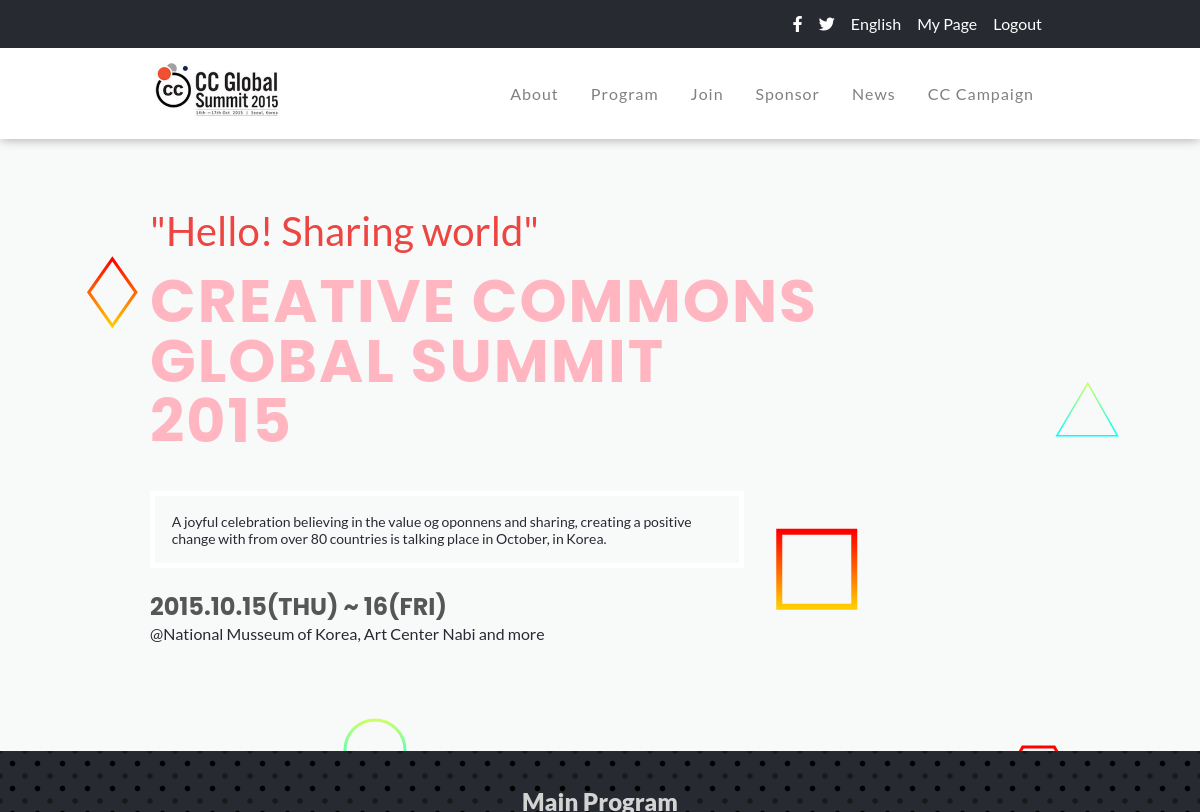 English My Page Logout
CC Global
Summit 2015
cc
About Program Join Sponsor News CC Campaign
"Hello! Sharing world"
CREATIVE COMMONS
GLOBAL SUMMIT
2015
A joyful celebration believing in the value og oponnens and sharing, creating a positive
change with from over 80 countries is talking place in October, in Korea.
2015.10.15(THU) ~ 16(FRI)
@National Musseum of Korea, Art Center Nabi and more
Main Program